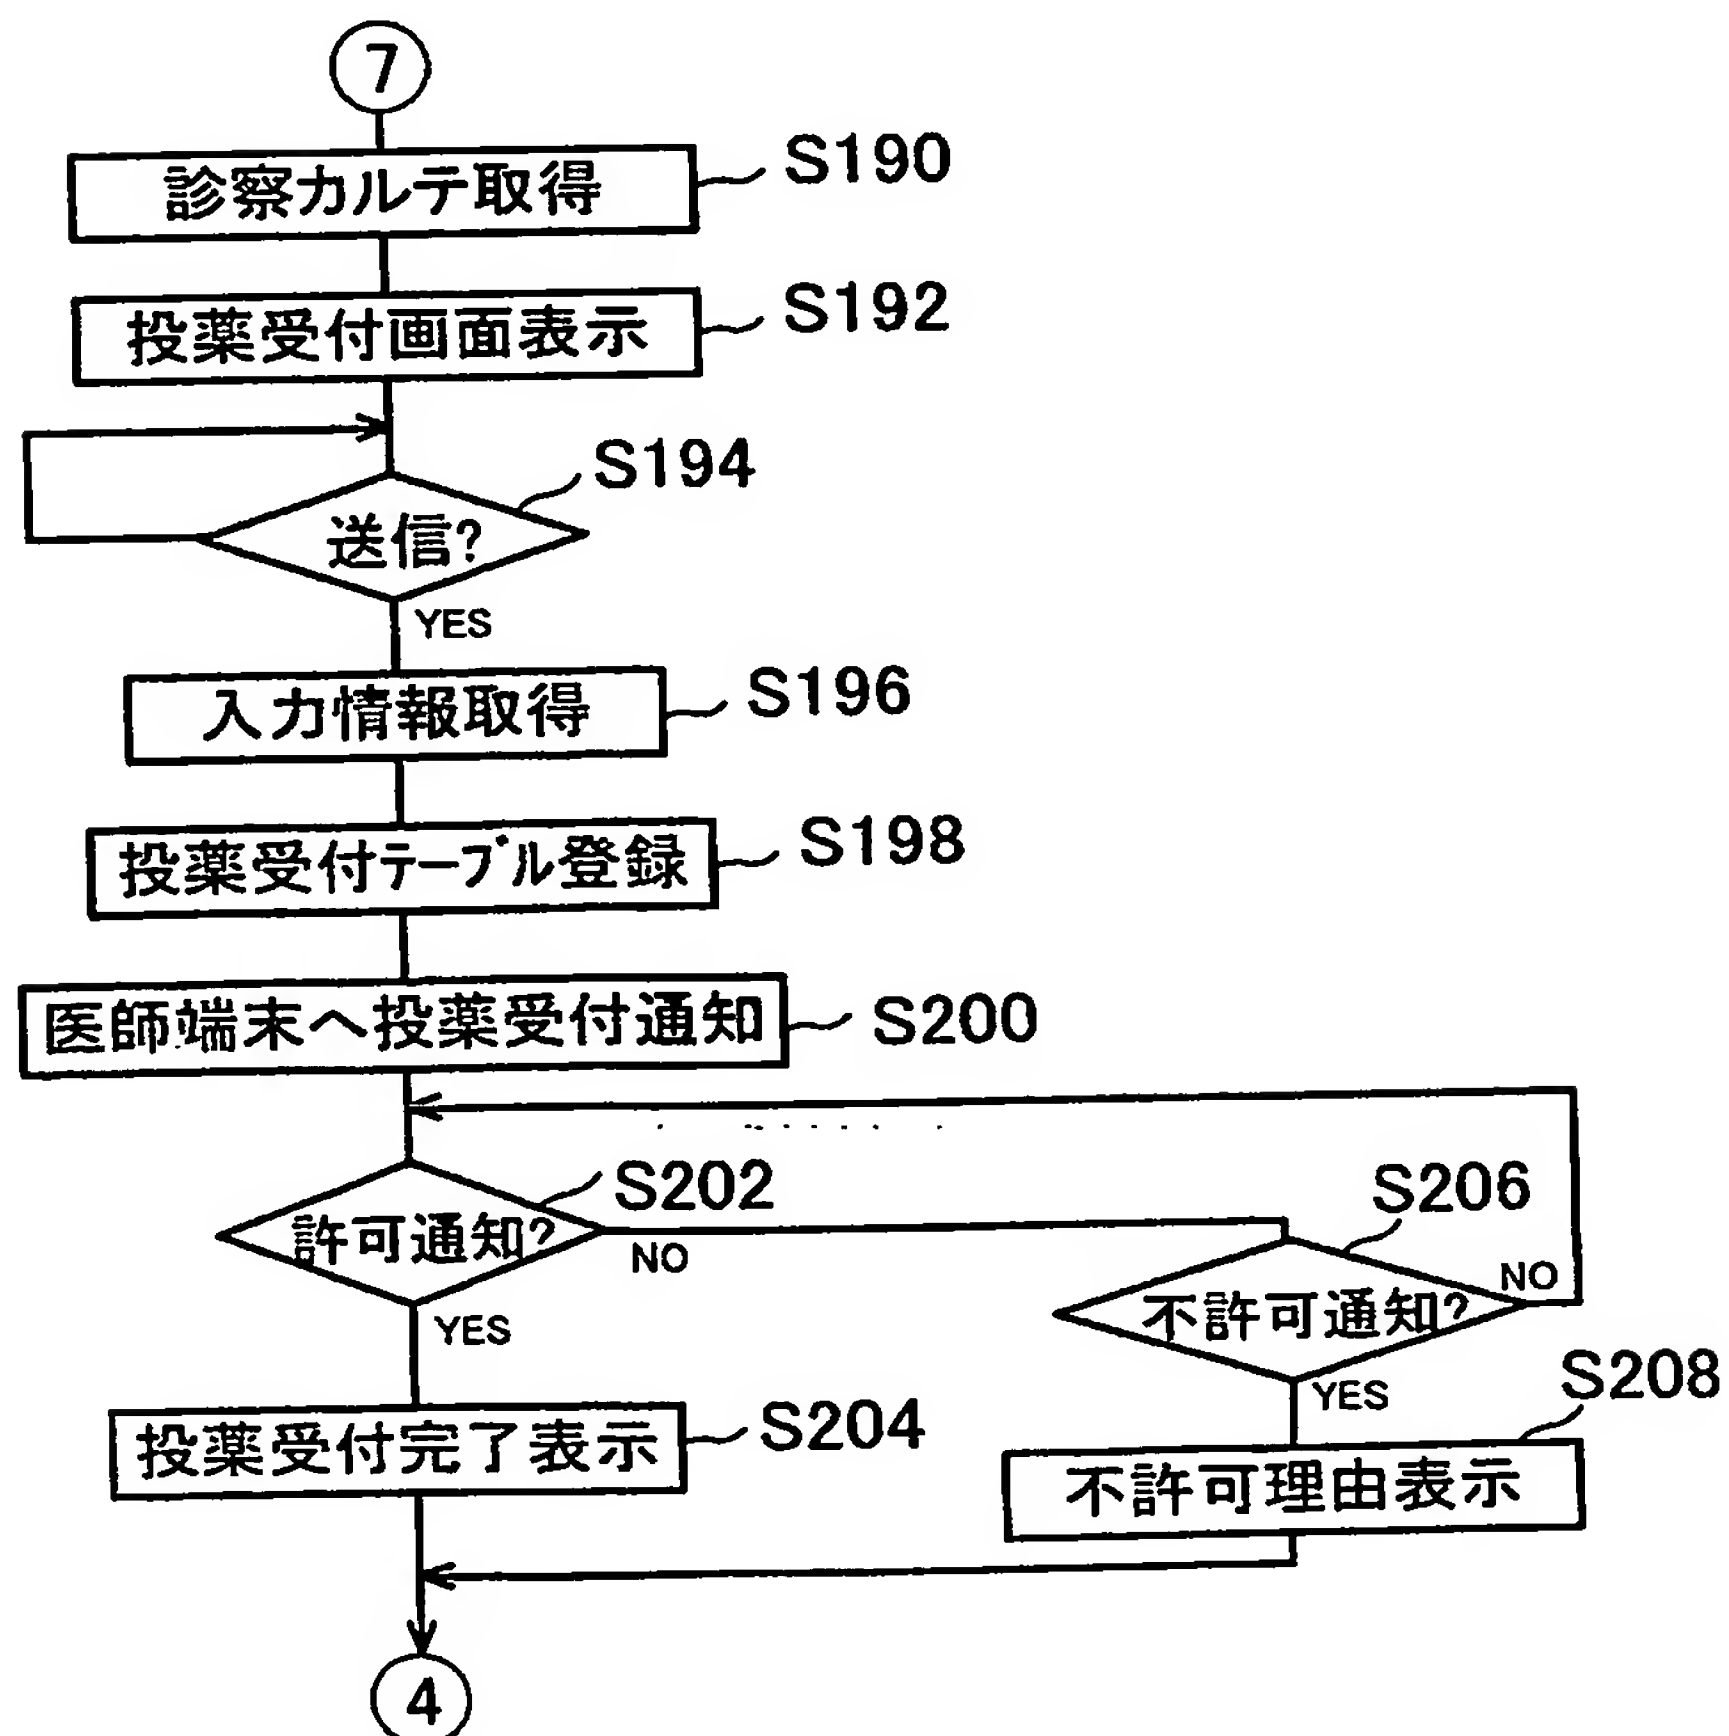 7
診察カルテ取得
S190
投薬受付画面表示
S192
S194
送信?
YES
入力情報取得
S196
投薬受付テーブル登録
S198
医師端末へ投薬受付通知
S200
S202
許可通知?
NO
S206
不許可通知?
NO
YES
YES
S208
投薬受付完了表示
S204
不許可理由表示
4